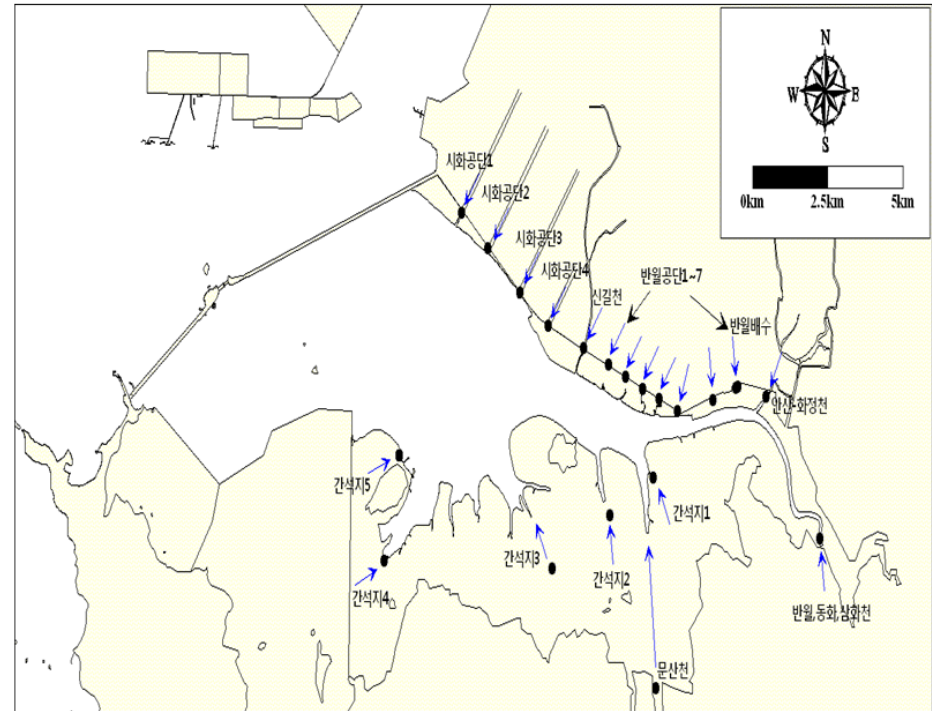 N
W E
S
0km 2.5km 5km
시화공단1
시화공단2
시화공단3
시화공단4
신길천
반월공단1~7
반월배수
안산-화정천
간석지5
간석지4
간석지3
간석지2
간석지1
반월,동화,삼화천
문산천